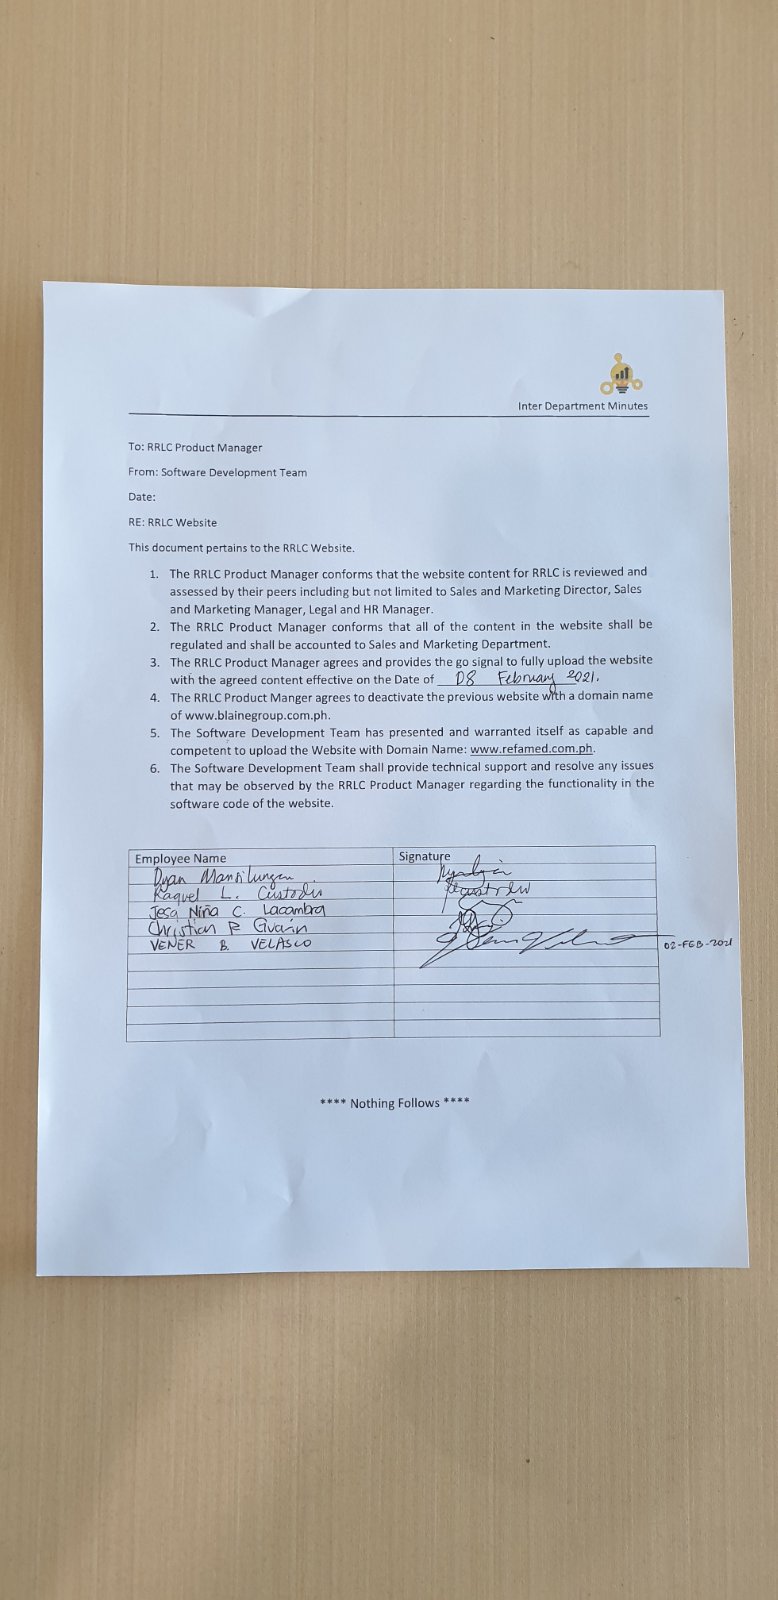 Inter Department Minutes
To: RRLC Product Manager
From: Software Development Team
Date:
RE: RRLC Website
This document pertains to the RRLC Website.
1. The RRLC Product Manager conforms that the website content for RRLC is reviewed and
assessed by their peers including but not limited to Sales and Marketing Director, Sales
and Marketing Manager, Legal and HR Manager.
2. The RRLC Product Manager conforms that all of the content in the website shall be
regulated and shall be accounted to Sales and Marketing Department.
3. The RRLC Product Manager agrees and provides the go signal to fully upload the website
with the agreed content effective on the Date of 08 February 2021.
4. The RRLC Product Manger agrees to deactivate the previous website with a domain name
of www.blainegroup.com.ph.
5. The Software Development Team has presented and warranted itself as capable and
competent to upload the Website with Domain Name: www.refamed.com.ph.
6. The Software Development Team shall provide technical support and resolve any issues
that may be observed by the RRLC Product Manager regarding the functionality in the
software code of the website.
Employee Name Signature
Dyan
Raquel L. Custodio
Jesa Niña C. Lacambra
Christian P.
VENER B. VELASCO 02-FEB-2021
**** Nothing Follows ****